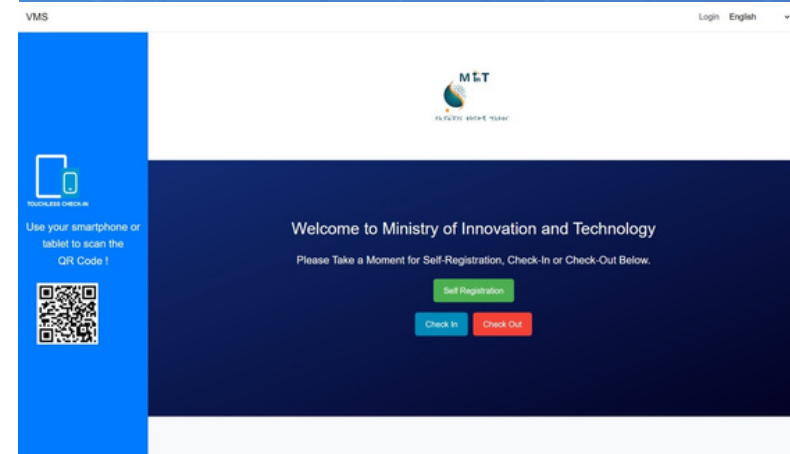 VMS
Login English
MinT
TOUCHLESS CHECK-IN
Use your smartphone or
tablet to scan the
QR Code !
Welcome to Ministry of Innovation and Technology
Please Take a Moment for Self-Registration, Check-In or Check-Out Below.
Self Registration
Check In Check Out